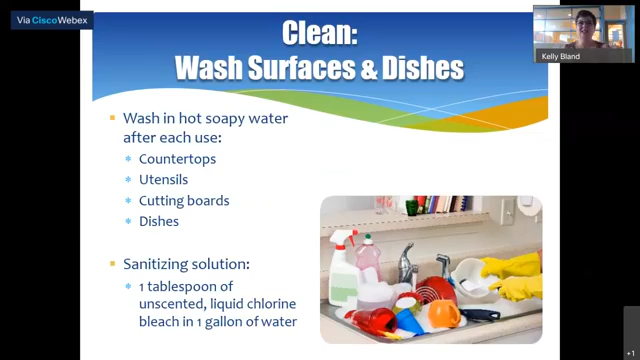 Via Cisco Webex
Clean:
Wash Surfaces & Dishes
Kelly Bland
Wash in hot soapy water
after each use:
Countertops
Utensils
Cutting boards
Dishes
Sanitizing solution:
1 tablespoon of
unscented, liquid chlorine
bleach in 1 gallon of water
+1